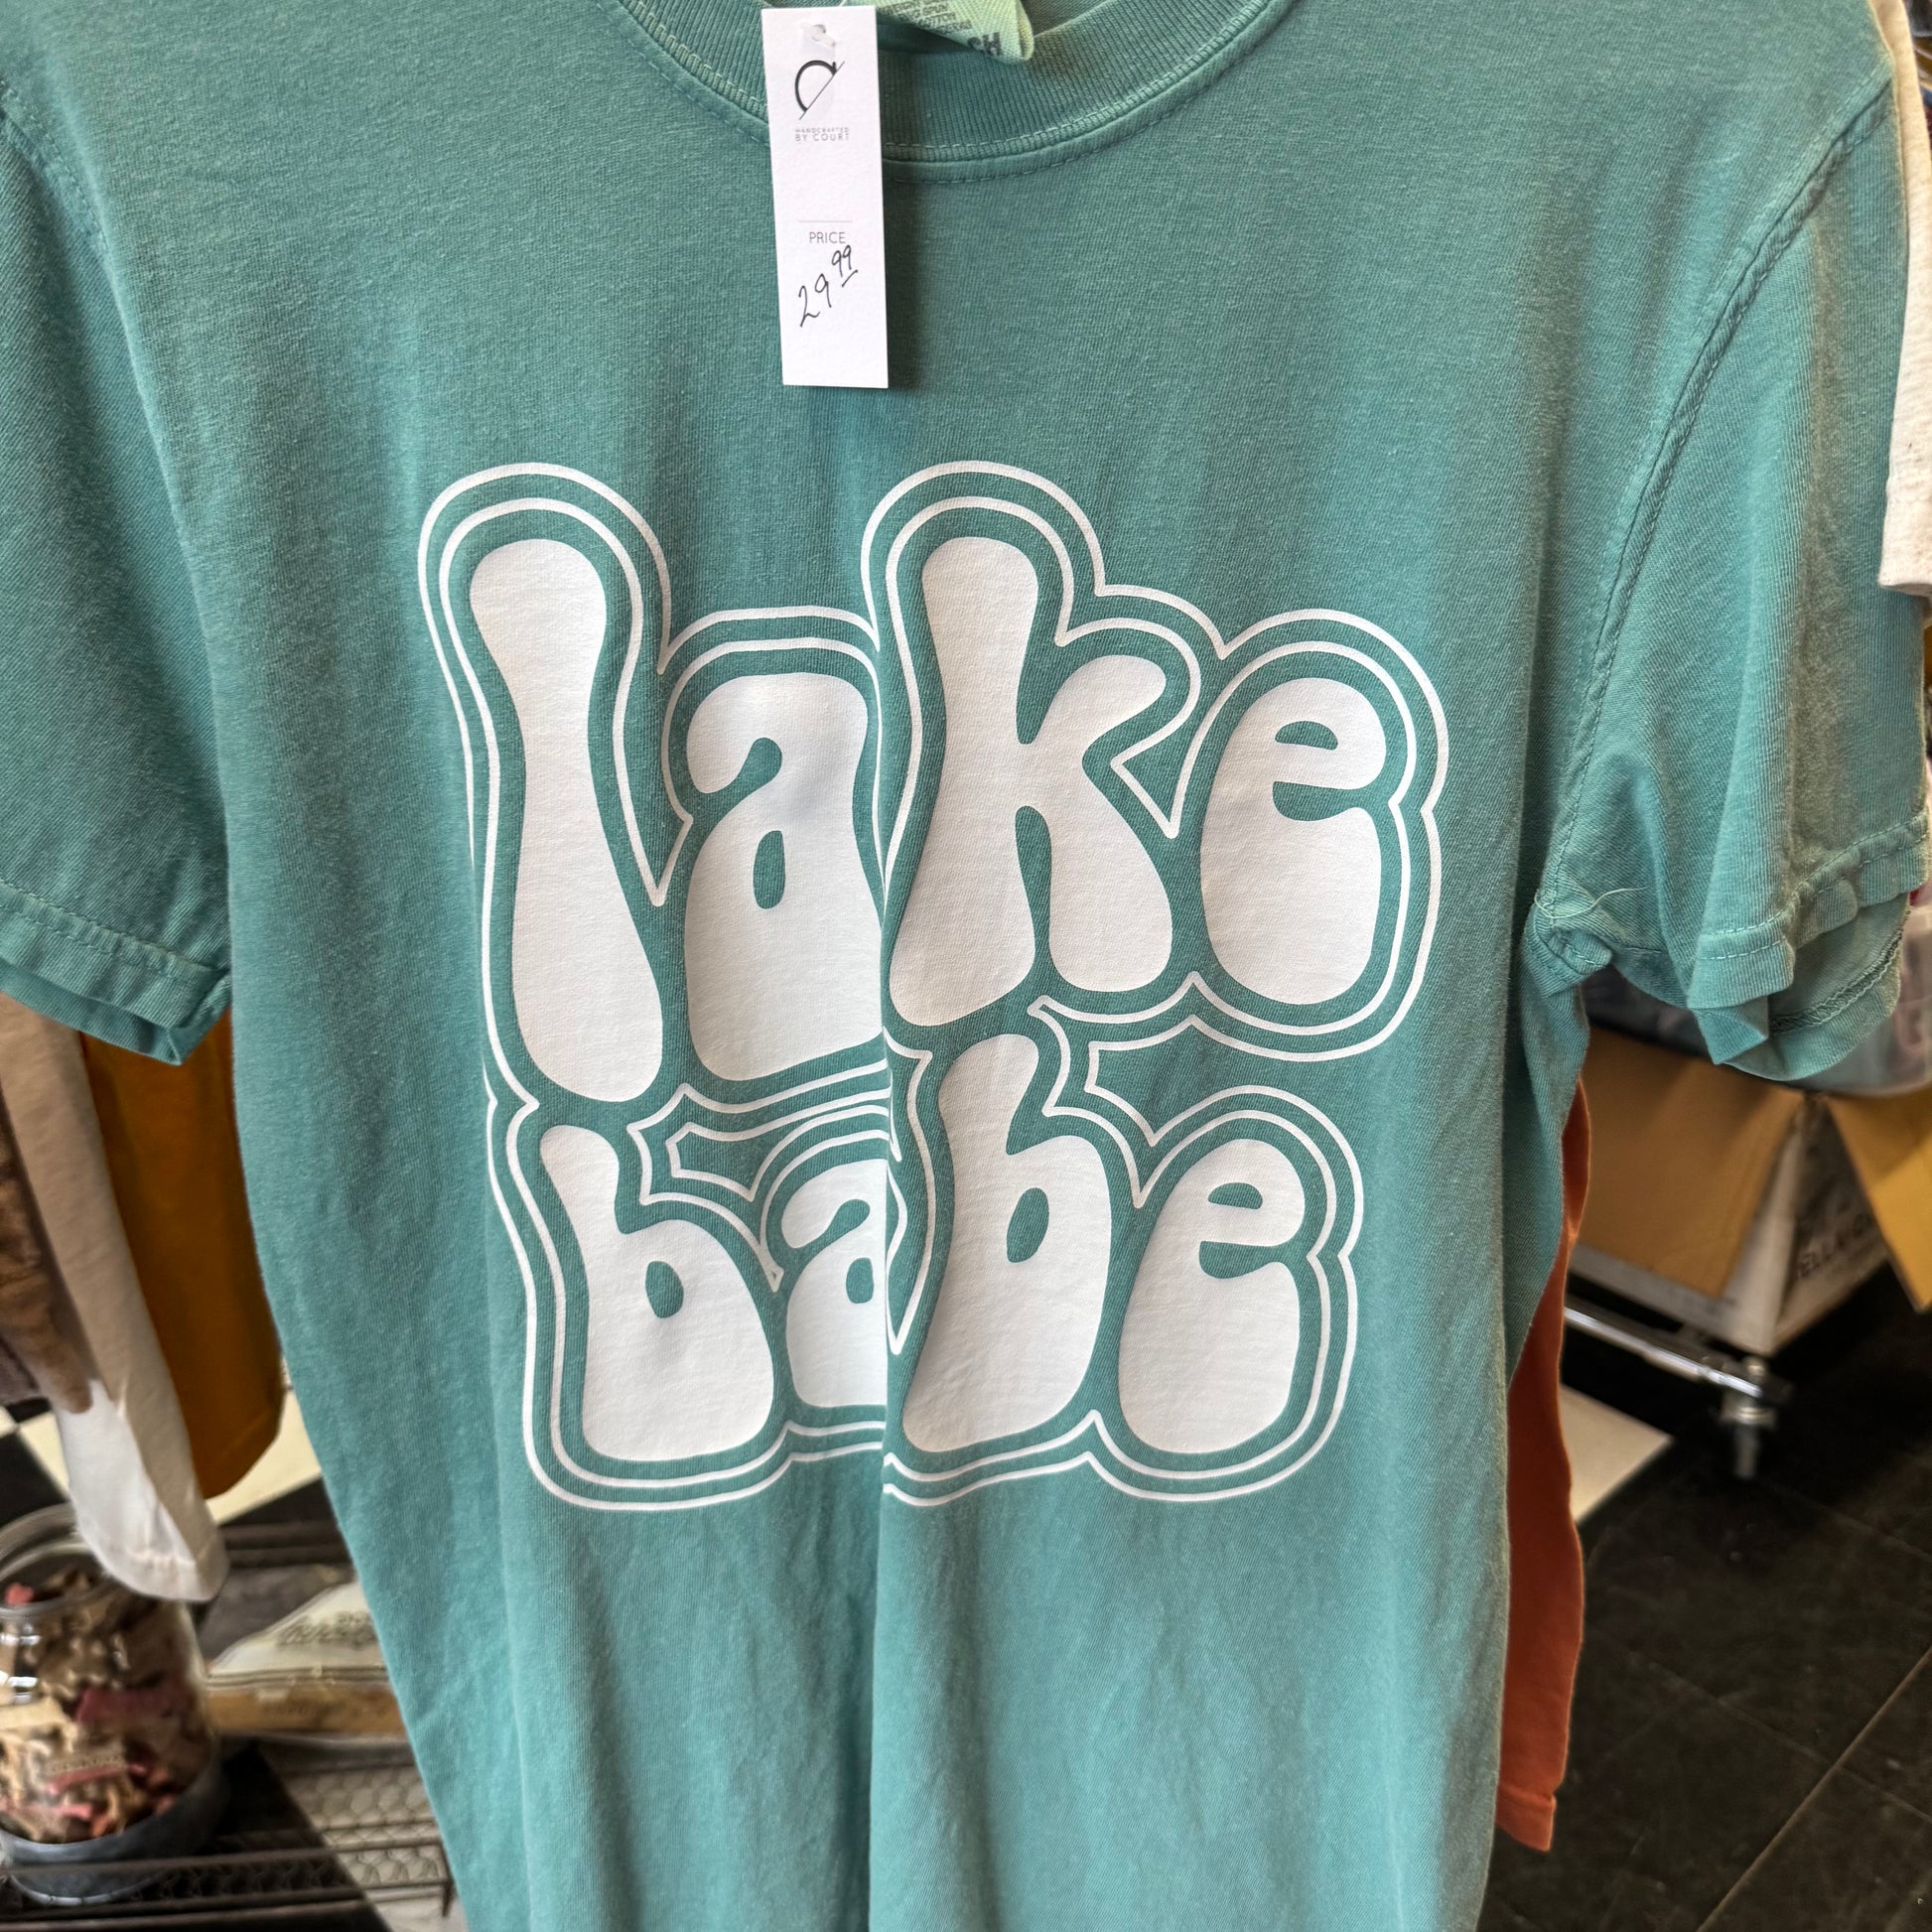 HANDCRAFTED
BY COURT
PRICE
29.99
lake
babe